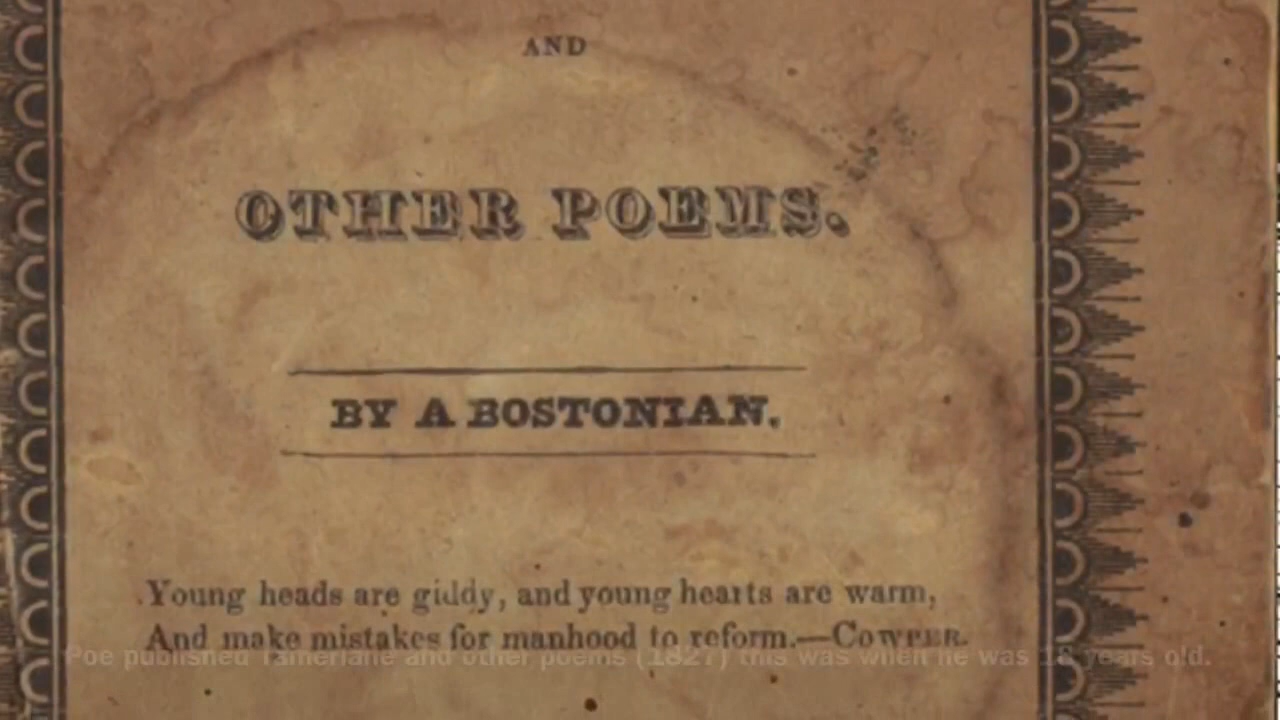 AND
OTHER POEMS.
BY A BOSTONIAN.
Young heads are giddy, and young hearts are warm,
And make mistakes for manhood to reform.—COWPER.
Poe published Tamerlane and other poems (1827) this was when he was 18 years old.